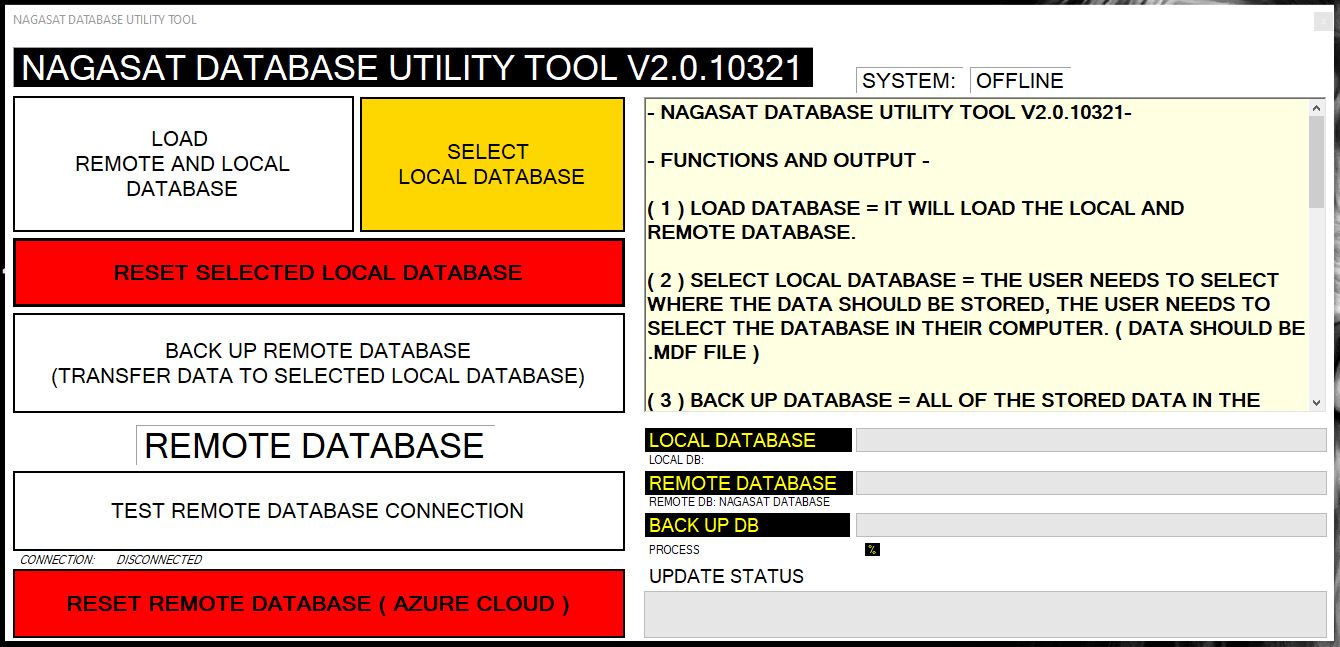 NAGASAT DATABASE UTILITY TOOL
NAGASAT DATABASE UTILITY TOOL V2.0.10321
SYSTEM: OFFLINE
LOAD
REMOTE AND LOCAL
DATABASE
SELECT
LOCAL DATABASE
RESET SELECTED LOCAL DATABASE
BACK UP REMOTE DATABASE
(TRANSFER DATA TO SELECTED LOCAL DATABASE)
REMOTE DATABASE
TEST REMOTE DATABASE CONNECTION
CONNECTION: DISCONNECTED
RESET REMOTE DATABASE ( AZURE CLOUD )
- NAGASAT DATABASE UTILITY TOOL V2.0.10321-
- FUNCTIONS AND OUTPUT -
( 1 ) LOAD DATABASE = IT WILL LOAD THE LOCAL AND
REMOTE DATABASE.
( 2 ) SELECT LOCAL DATABASE = THE USER NEEDS TO SELECT
WHERE THE DATA SHOULD BE STORED, THE USER NEEDS TO
SELECT THE DATABASE IN THEIR COMPUTER. ( DATA SHOULD BE
.MDF FILE )
( 3 ) BACK UP DATABASE = ALL OF THE STORED DATA IN THE
LOCAL DATABASE
LOCAL DB:
REMOTE DATABASE
REMOTE DB: NAGASAT DATABASE
BACK UP DB
PROCESS %
UPDATE STATUS